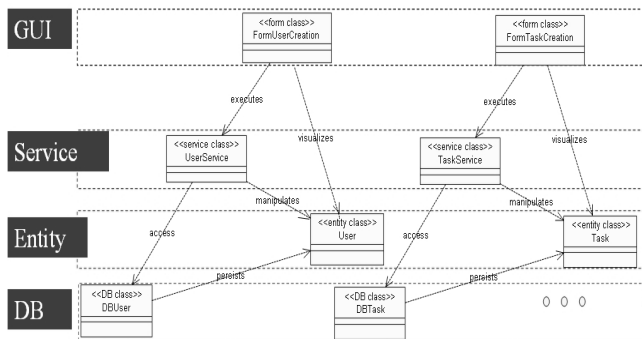 GUI
<<form class>>
FormUserCreation
<<form class>>
FormTaskCreation
executes
executes
visualizes
visualizes
Service
<<service class>>
UserService
<<service class>>
TaskService
manipulates
manipulates
access
access
Entity
<<entity class>>
User
<<entity class>>
Task
persists
persists
DB
<<DB class>>
DBUser
<<DB class>>
DBTask